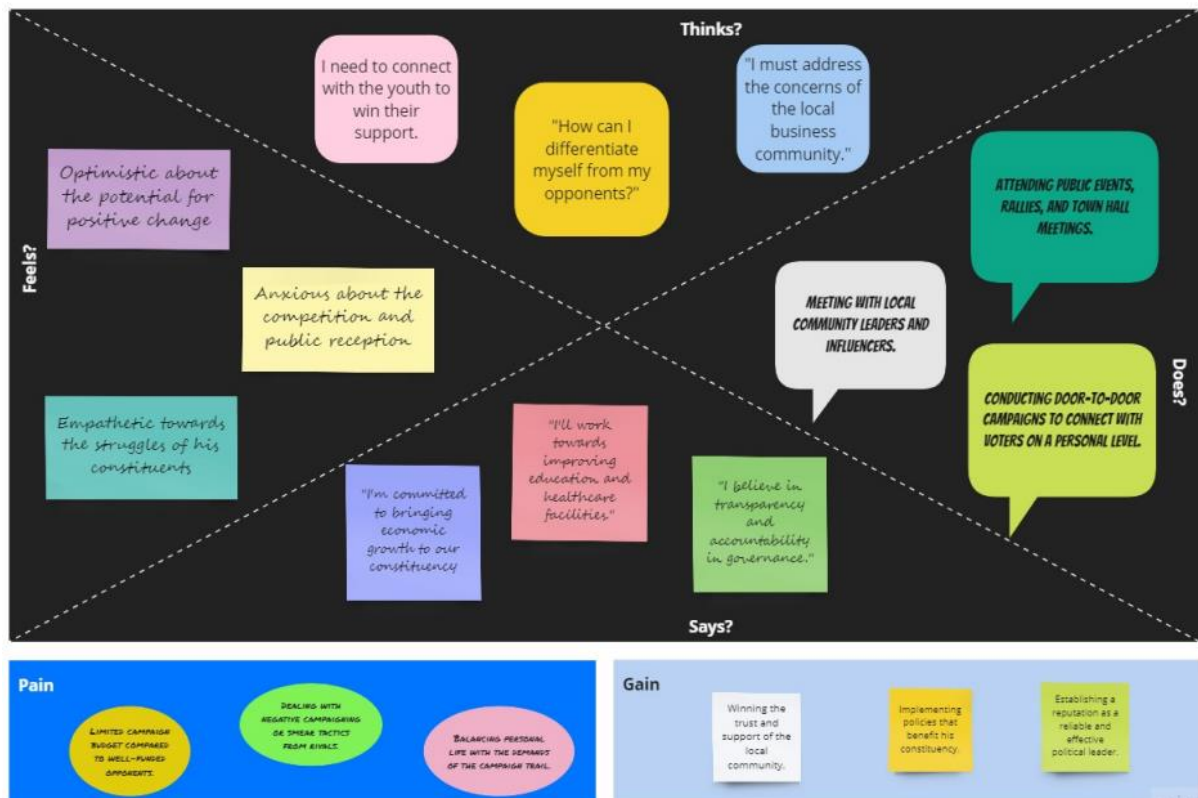 Thinks?
I need to connect
with the youth to
win their
support.
"How can I
differentiate
myself from my
opponents?"
"I must address
the concerns of
the local
business
community."
Feels?
Optimistic about
the potential for
positive change
Anxious about the
competition and
public reception
Empathetic towards
the struggles of his
constituents
ATTENDING PUBLIC EVENTS,
RALLIES, AND TOWN HALL
MEETINGS.
MEETING WITH LOCAL
COMMUNITY LEADERS AND
INFLUENCERS.
CONDUCTING DOOR-TO-DOOR
CAMPAIGNS TO CONNECT WITH
VOTERS ON A PERSONAL LEVEL.
Does?
"I'm committed
to bringing
economic
growth to our
constituency
"I'll work
towards
improving
education and
healthcare
facilities."
"I believe in
transparency
and
accountability
in governance."
Says?
Pain
LIMITED CAMPAIGN
BUDGET COMPARED
TO WELL-FUNDED
OPPONENTS.
DEALING WITH
NEGATIVE CAMPAIGNING
OR SMEAR TACTICS
FROM RIVALS.
BALANCING PERSONAL
LIFE WITH THE DEMANDS
OF THE CAMPAIGN TRAIL.
Gain
Winning the
trust and
support of the
local
community.
Implementing
policies that
benefit his
constituency.
Establishing a
reputation as a
reliable and
effective
political leader.